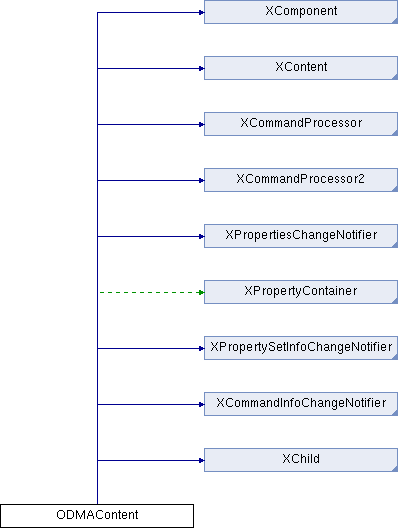 XComponent
XContent
XCommandProcessor
XCommandProcessor2
XPropertiesChangeNotifier
XPropertyContainer
XPropertySetInfoChangeNotifier
XCommandInfoChangeNotifier
XChild
ODMAContent